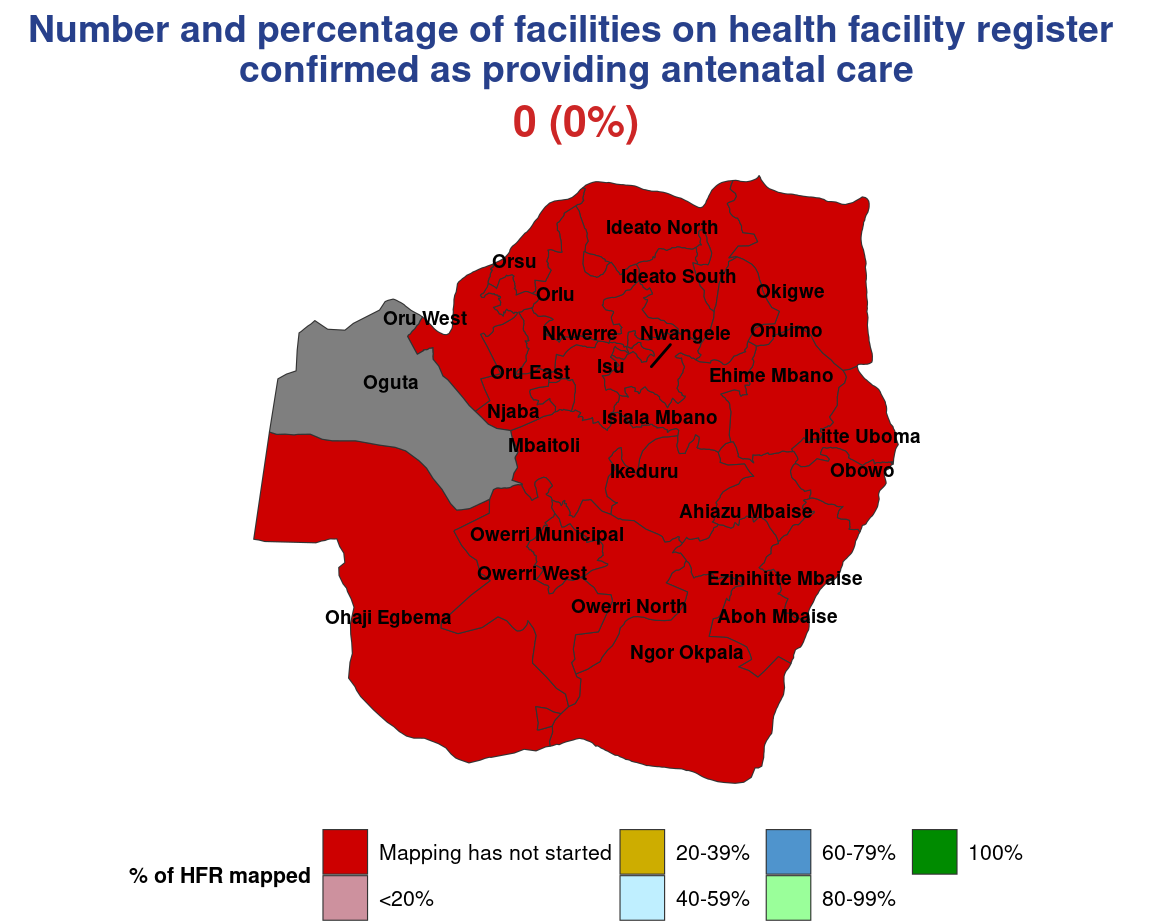 Number and percentage of facilities on health facility register
confirmed as providing antenatal care
0 (0%)
Ideato North
Orsu
Ideato South
Orlu
Okigwe
Oru West
Nkwerre
Nwangele
Onuimo
Isu
Oru East
Ehime Mbano
Oguta
Njaba
Isiala Mbano
Mbaitoli
Ihitte Uboma
Ikeduru
Obowo
Ahiazu Mbaise
Owerri Municipal
Owerri West
Ezinihitte Mbaise
Owerri North
Ohaji Egbema
Aboh Mbaise
Ngor Okpala
% of HFR mapped
Mapping has not started
<20%
20-39%
40-59%
60-79%
80-99%
100%